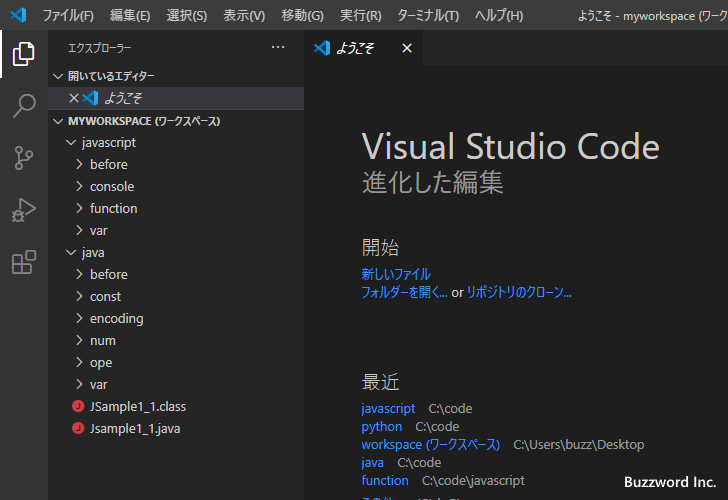 ファイル(F) 編集(E) 選択(S) 表示(V) 移動(G) 実行(R) ターミナル(T) ヘルプ(H) ようこそ - myworkspace (ワーク
エクスプローラー ···
ようこそ ×
開いているエディター
× ようこそ
MYWORKSPACE (ワークスペース)
javascript
before
console
function
var
java
before
const
encoding
num
ope
var
JSample1_1.class
Jsample1_1.java
Visual Studio Code
進化した編集
開始
新しいファイル
フォルダーを開く... or リポジトリのクローン...
最近
javascript C:\code
python C:\code
workspace (ワークスペース) C:\Users\buzz\Desktop
java C:\code
function C:\code\javascript
Buzzword Inc.